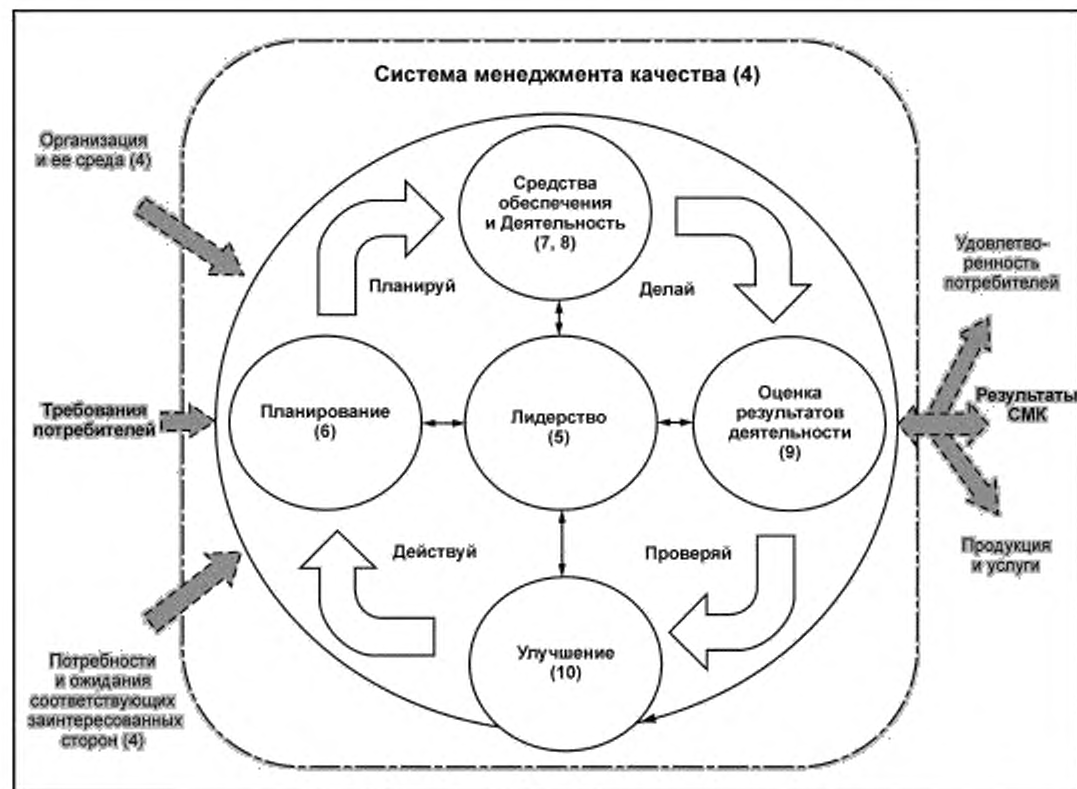 Система менеджмента качества (4)
Организация
и ее среда (4)
Средства
обеспечения
и Деятельность
(7, 8)
Планируй
Делай
Удовлетво-
ренность
потребителей
Требования
потребителей
Планирование
(6)
Лидерство
(5)
Оценка
результатов
деятельности
(9)
Результаты
СМК
Действуй
Проверяй
Продукция
и услуги
Улучшение
(10)
Потребности
и ожидания
соответствующих
заинтересованных
сторон (4)